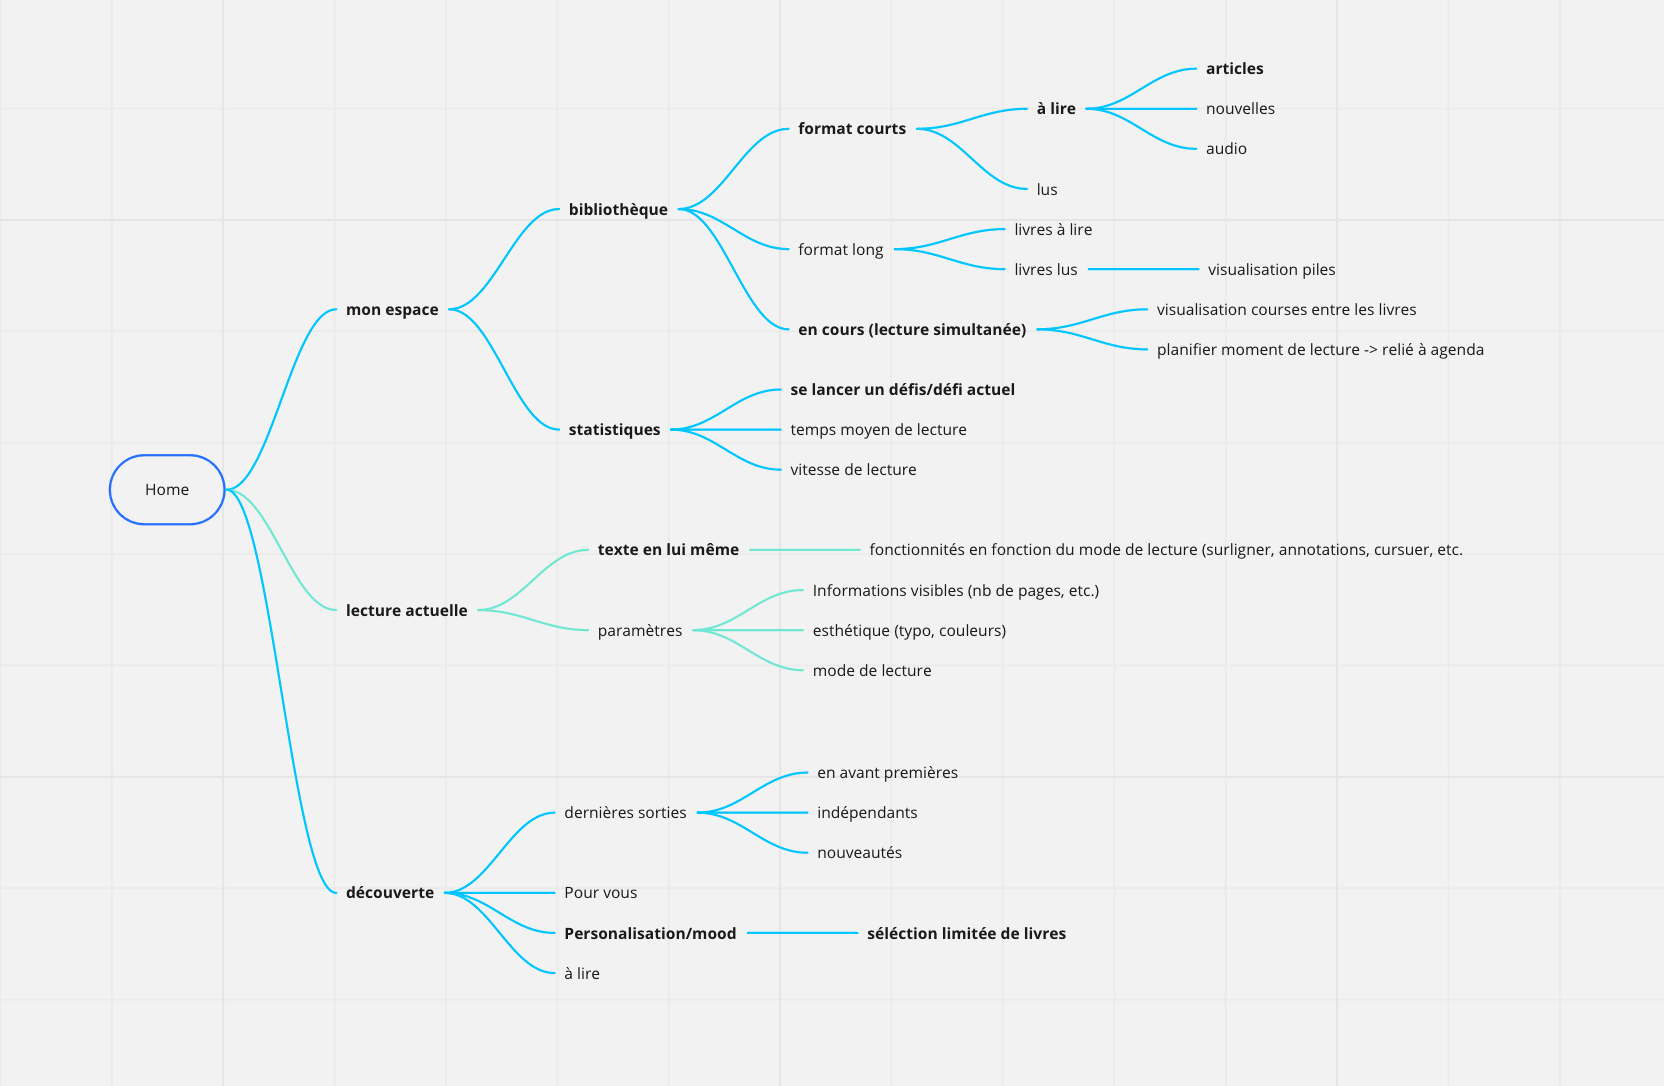 articles
à lire
nouvelles
format courts
audio
lus
bibliothèque
livres à lire
format long
livres lus
visualisation piles
mon espace
visualisation courses entre les livres
en cours (lecture simultanée)
planifier moment de lecture -> relié à agenda
se lancer un défis/défi actuel
statistiques
temps moyen de lecture
vitesse de lecture
Home
texte en lui même
fonctionnités en fonction du mode de lecture (surligner, annotations, cursuer, etc.
Informations visibles (nb de pages, etc.)
lecture actuelle
paramètres
esthétique (typo, couleurs)
mode de lecture
en avant premières
dernières sorties
indépendants
nouveautés
découverte
Pour vous
Personalisation/mood
séléction limitée de livres
à lire